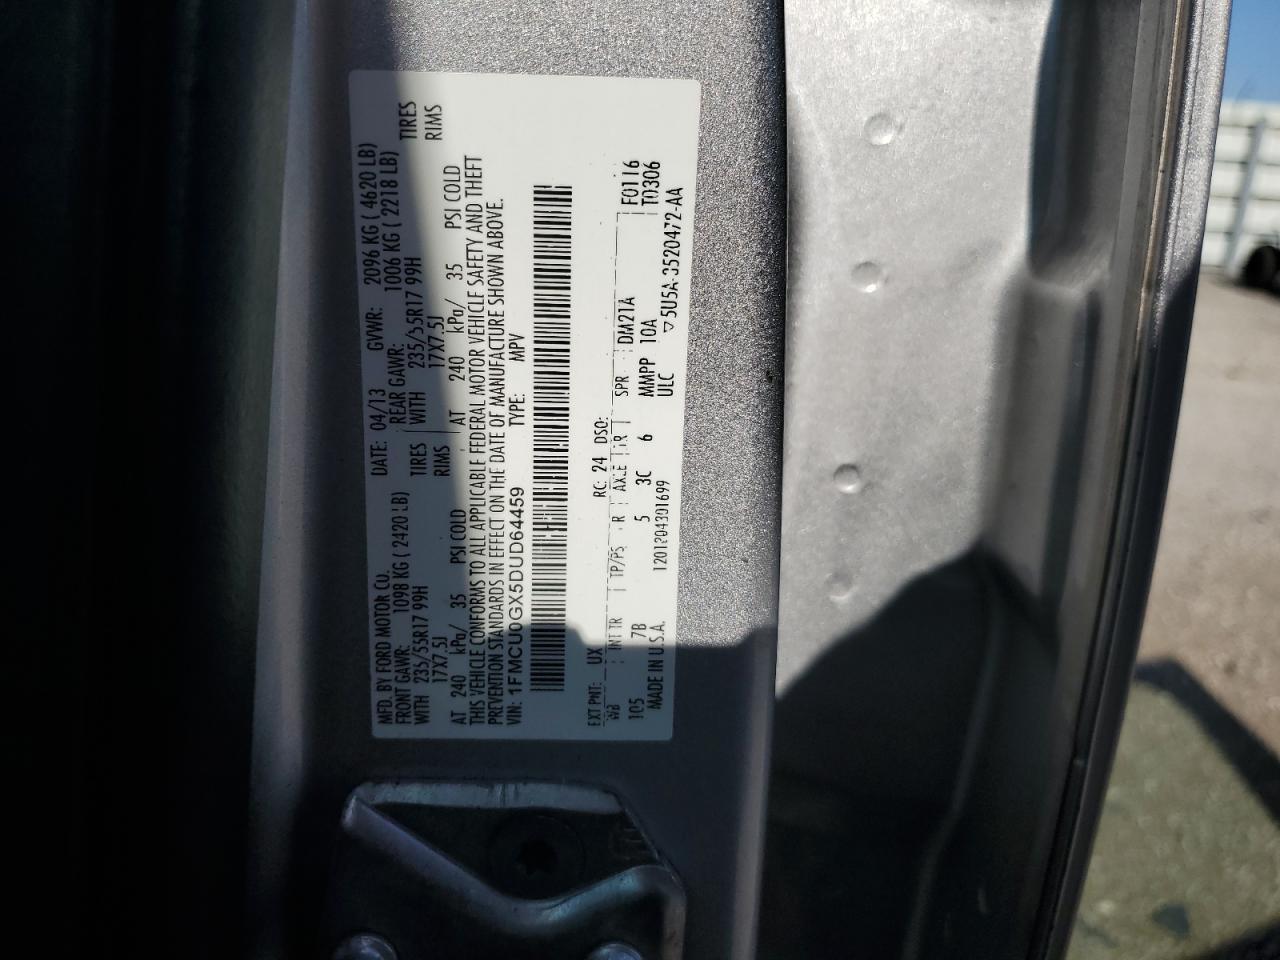 MFD. BY FORD MOTOR CO. DATE: 04/13 GVWR: 2096 KG ( 4620 LB)
FRONT GAWR: 1098 KG ( 2420 LB) REAR GAWR: 1006 KG ( 2218 LB)
WITH 235/55R17 99H TIRES WITH 235/55R17 99H TIRES
17X7.5J RIMS 17X7.5J RIMS
AT 240 kPa/ 35 PSI COLD AT 240 kPa/ 35 PSI COLD
THIS VEHICLE CONFORMS TO ALL APPLICABLE FEDERAL MOTOR VEHICLE SAFETY AND THEFT
PREVENTION STANDARDS IN EFFECT ON THE DATE OF MANUFACTURE SHOWN ABOVE.
VIN: 1FMCU0GX5DUD64459 TYPE: MPV
EXT PNT: UX RC: 24 DSO: F0116
WB INT TR TP/PS R AXLE TR SPR DM21A T0306
105 7B 5 3C 6 MMPP 10A
MADE IN U.S.A. ULC ▽5U5A-3520472-AA